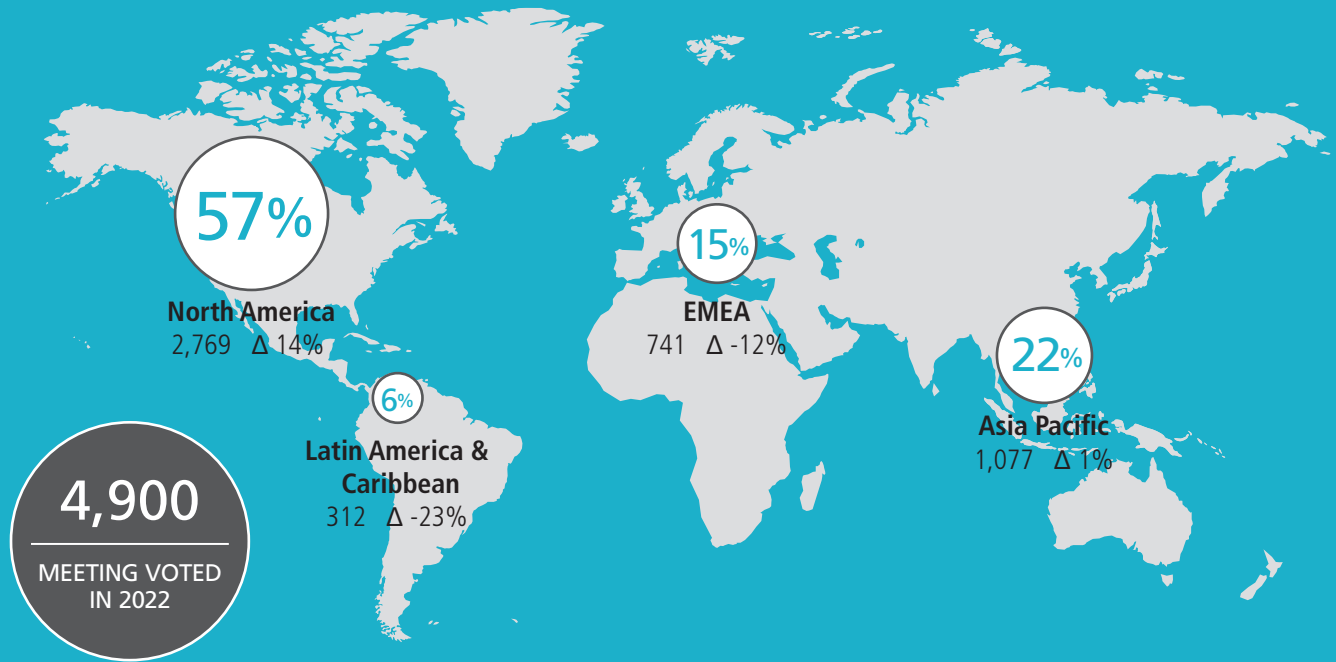 57%
North America
2,769 Δ 14%
15%
EMEA
741 Δ -12%
22%
Asia Pacific
1,077 Δ 1%
6%
Latin America &
Caribbean
312 Δ -23%
4,900
MEETING VOTED
IN 2022